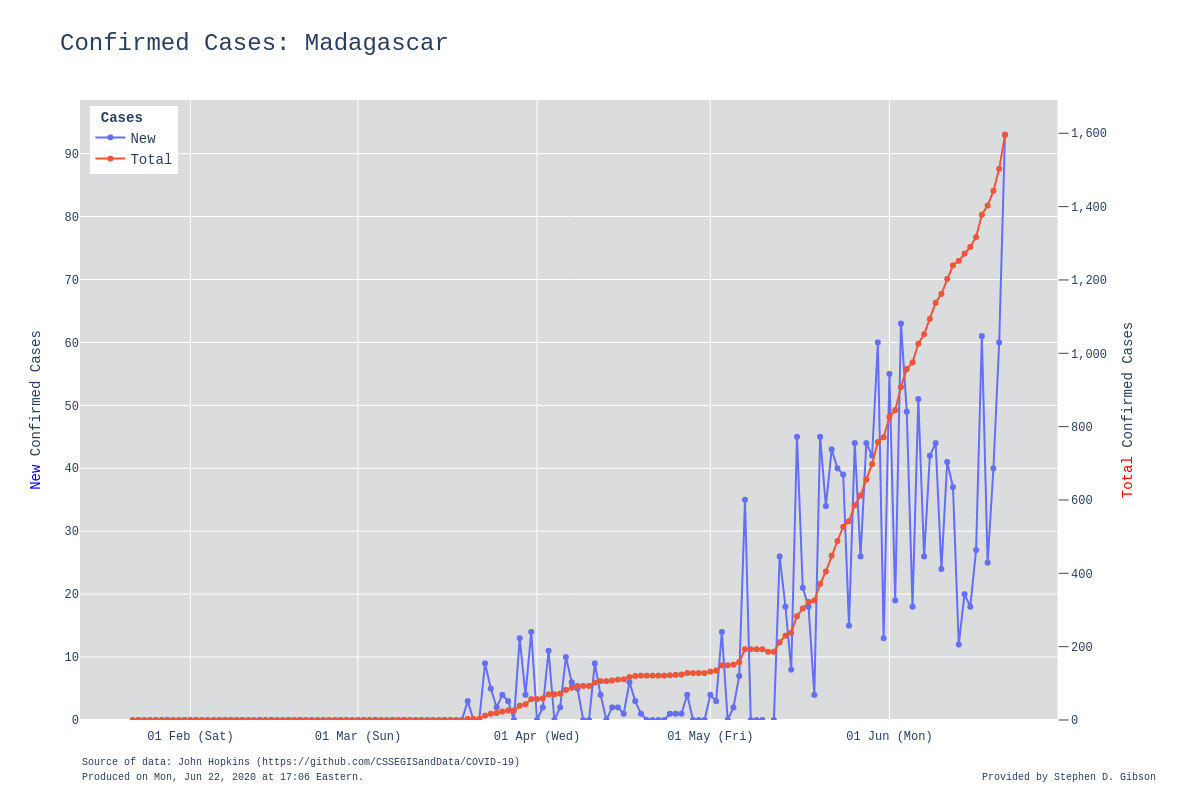 Confirmed Cases: Madagascar
Cases
New
Total
90
80
70
60
50
40
30
20
10
0
New Confirmed Cases
1,600
1,400
1,200
1,000
800
600
400
200
0
Total Confirmed Cases
01 Feb (Sat) 01 Mar (Sun) 01 Apr (Wed) 01 May (Fri) 01 Jun (Mon)
Source of data: John Hopkins (https://github.com/CSSEGISandData/COVID-19)
Produced on Mon, Jun 22, 2020 at 17:06 Eastern.
Provided by Stephen D. Gibson